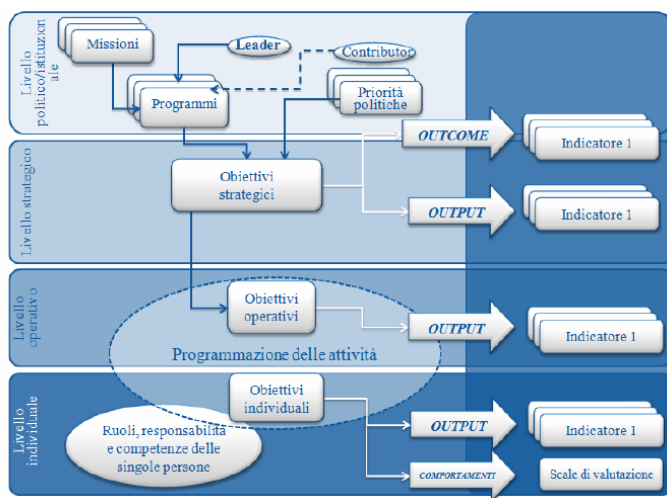 Livello
politico/istituzion
ale
Missioni
Leader
Contributor
Programmi
Priorità
politiche
OUTCOME
Indicatore 1
Livello strategico
Obiettivi
strategici
OUTPUT
Indicatore 1
Livello
operativo
Obiettivi
operativi
OUTPUT
Indicatore 1
Programmazione delle attività
Livello
individuale
Obiettivi
individuali
Ruoli, responsabilità
e competenze delle
singole persone
OUTPUT
Indicatore 1
COMPORTAMENTI
Scale di valutazione